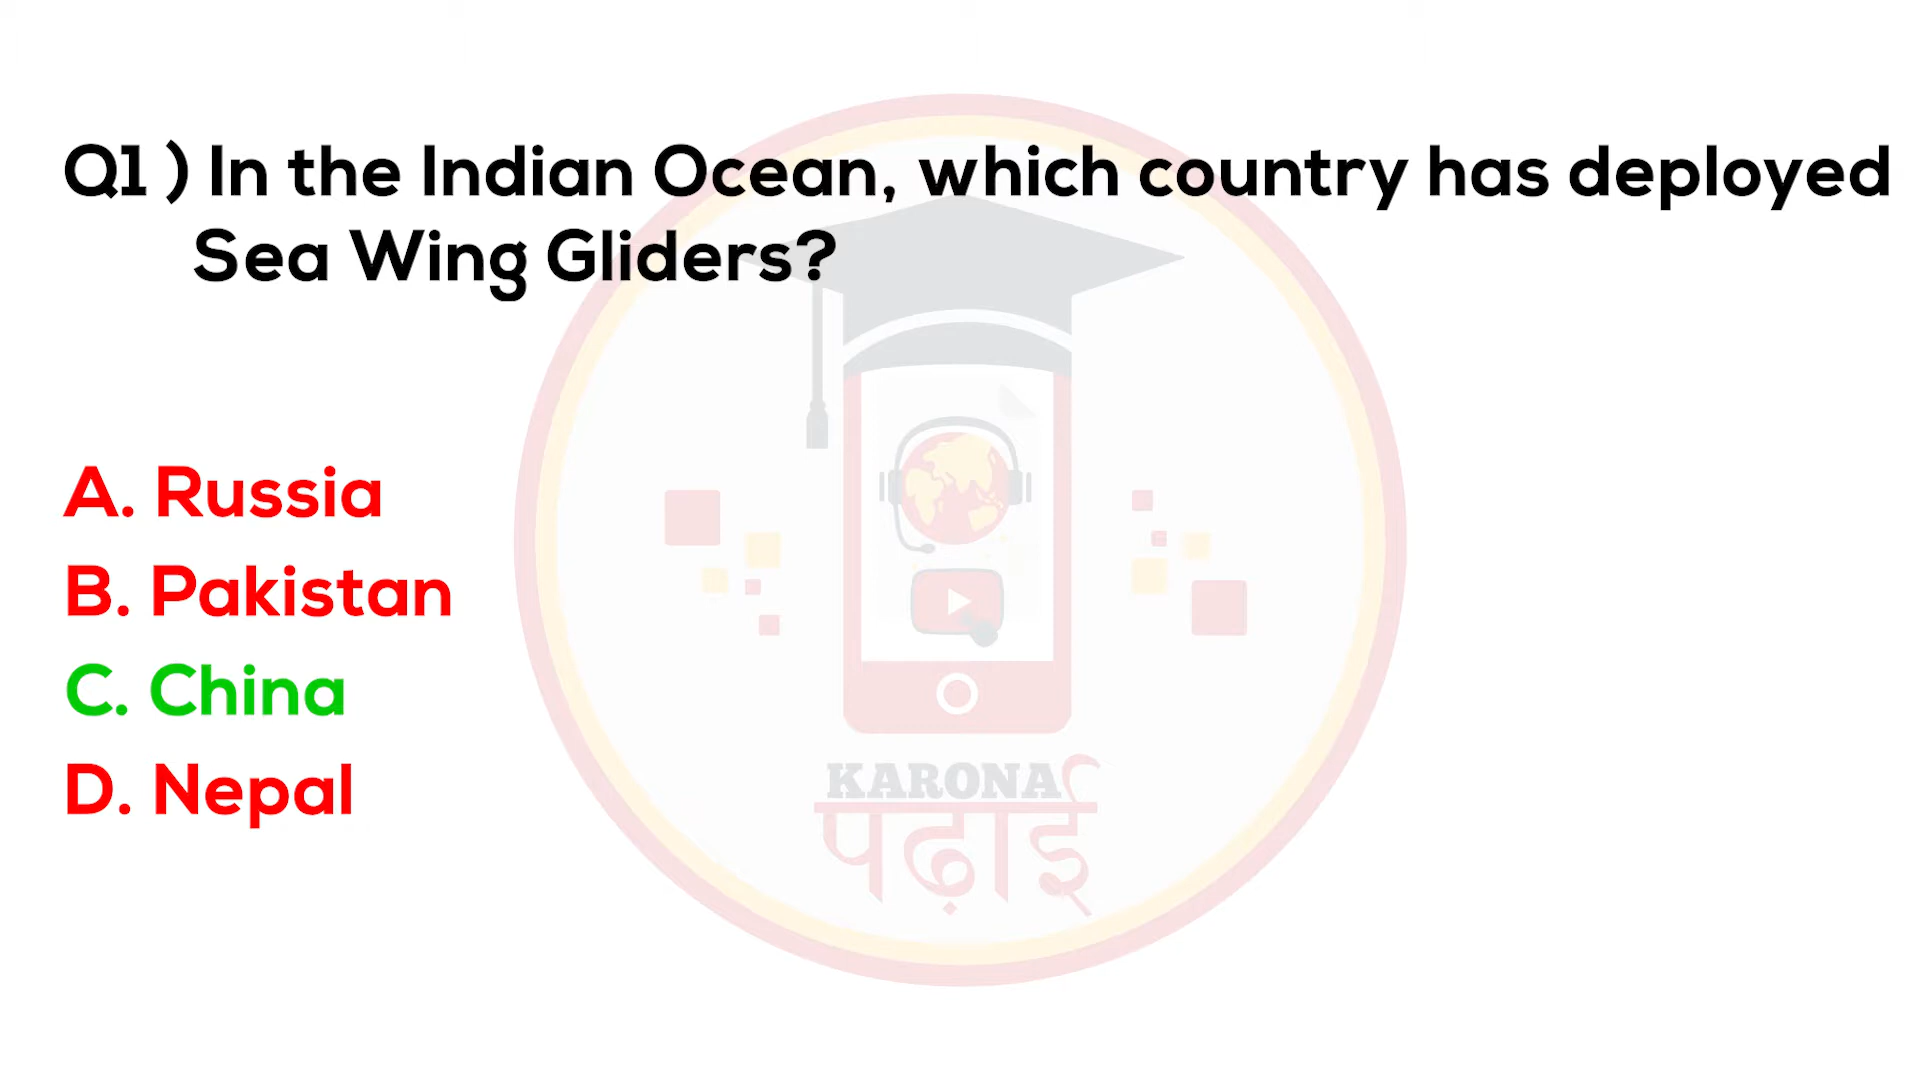 Q1 ) In the Indian Ocean, which country has deployed
Sea Wing Gliders?
A. Russia
B. Pakistan
C. China
D. Nepal
KARONA
पढ़ाई